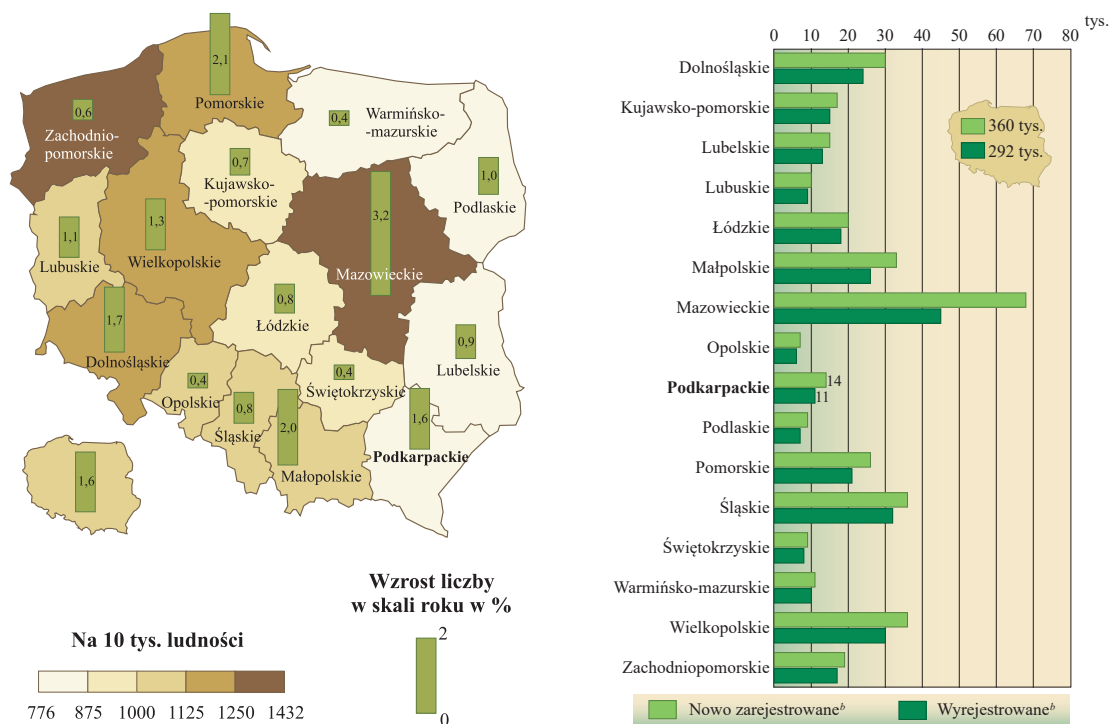 2,1
Pomorskie
0,6
Zachodnio-
pomorskie
0,4
Warmińsko-
-mazurskie
0,7
Kujawsko-
-pomorskie
1,0
Podlaskie
1,1
Lubuskie
1,3
Wielkopolskie
3,2
Mazowieckie
0,8
Łódzkie
1,7
Dolnośląskie
0,9
Lubelskie
0,4
Opolskie
0,8
Śląskie
0,4
Świętokrzyskie
2,0
Małopolskie
1,6
Podkarpackie
1,6
Na 10 tys. ludności
776 875 1000 1125 1250 1432
Wzrost liczby
w skali roku w %
2
0
tys.
0 10 20 30 40 50 60 70 80
Dolnośląskie
Kujawsko-pomorskie
Lubelskie
Lubuskie
Łódzkie
Małpolskie
Mazowieckie
Opolskie
Podkarpackie
14
11
Podlaskie
Pomorskie
Śląskie
Świętokrzyskie
Warmińsko-mazurskie
Wielkopolskie
Zachodniopomorskie
360 tys.
292 tys.
Nowo zarejestrowaneᵇ Wyrejestrowaneᵇ